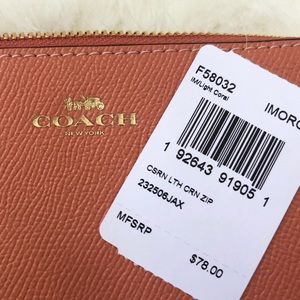 COACH
NEW YORK
F58032
IM/Light Coral
IMORC
1 92643 91905 1
CSRN LTH CRN ZIP
232506JAX
MFSRP
$78.00